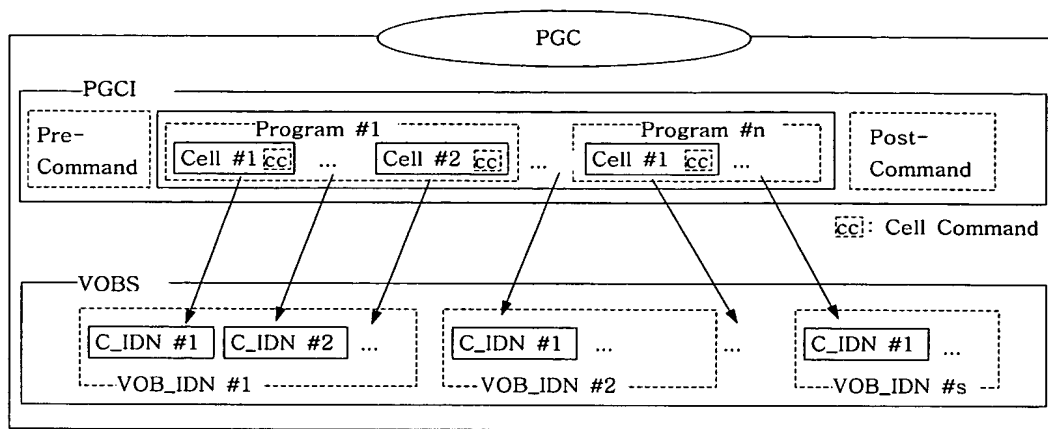 PGC
PGCI
Pre-
Command
Program #1
Cell #1 cc ... Cell #2 cc
...
Program #n
Cell #1 cc ...
Post-
Command
cc: Cell Command
VOBS
C_IDN #1 C_IDN #2 ...
VOB_IDN #1
C_IDN #1 ...
VOB_IDN #2
...
C_IDN #1 ...
VOB_IDN #s